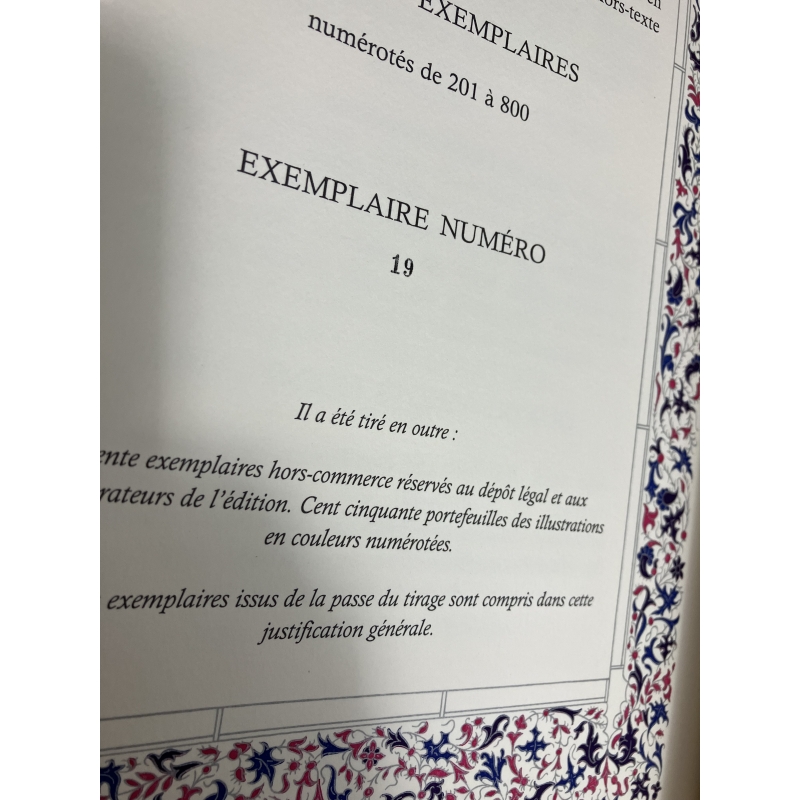 hors-texte
EXEMPLAIRES
numérotés de 201 à 800
EXEMPLAIRE NUMÉRO
19
Il a été tiré en outre :
exemplaires hors-commerce réservés au dépôt légal et aux
de l'édition. Cent cinquante portefeuilles des illustrations
en couleurs numérotées.
exemplaires issus de la passe du tirage sont compris dans cette
justification générale.